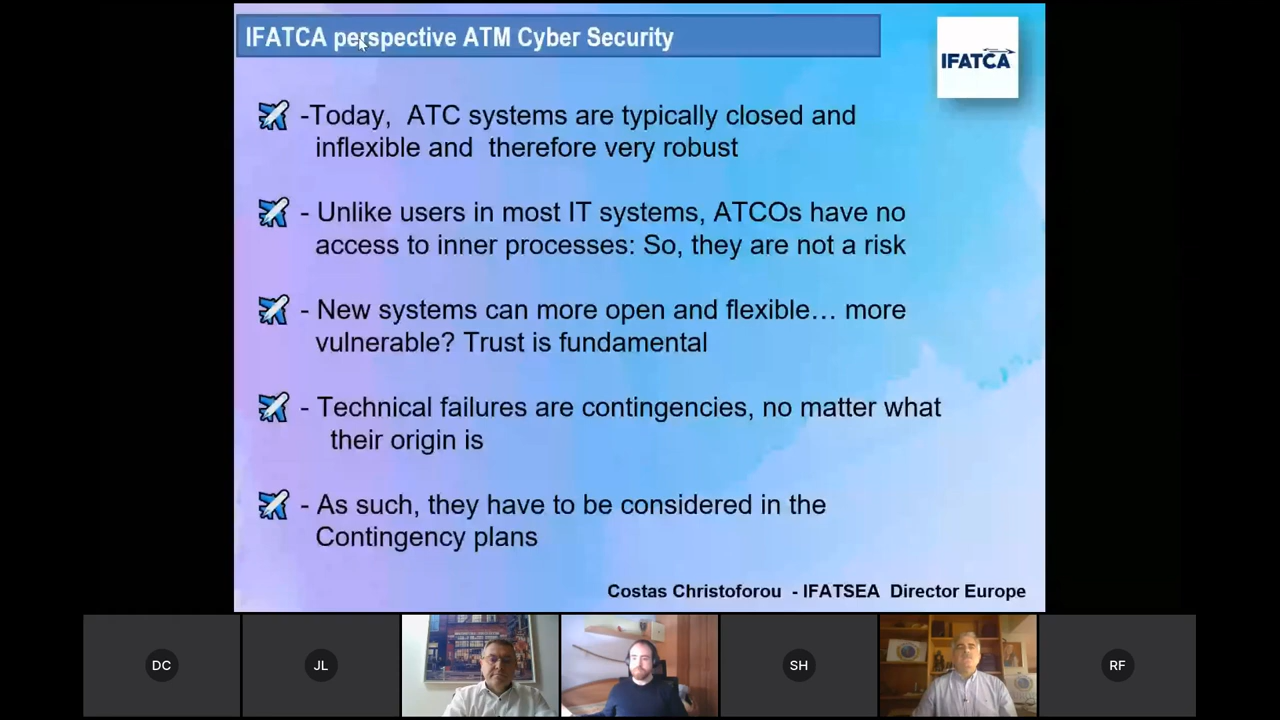 IFATCA perspective ATM Cyber Security
IFATCA
-Today, ATC systems are typically closed and
inflexible and therefore very robust
- Unlike users in most IT systems, ATCOs have no
access to inner processes: So, they are not a risk
- New systems can more open and flexible… more
vulnerable? Trust is fundamental
- Technical failures are contingencies, no matter what
their origin is
- As such, they have to be considered in the
Contingency plans
Costas Christoforou - IFATSEA Director Europe
DC
JL
SH
RF